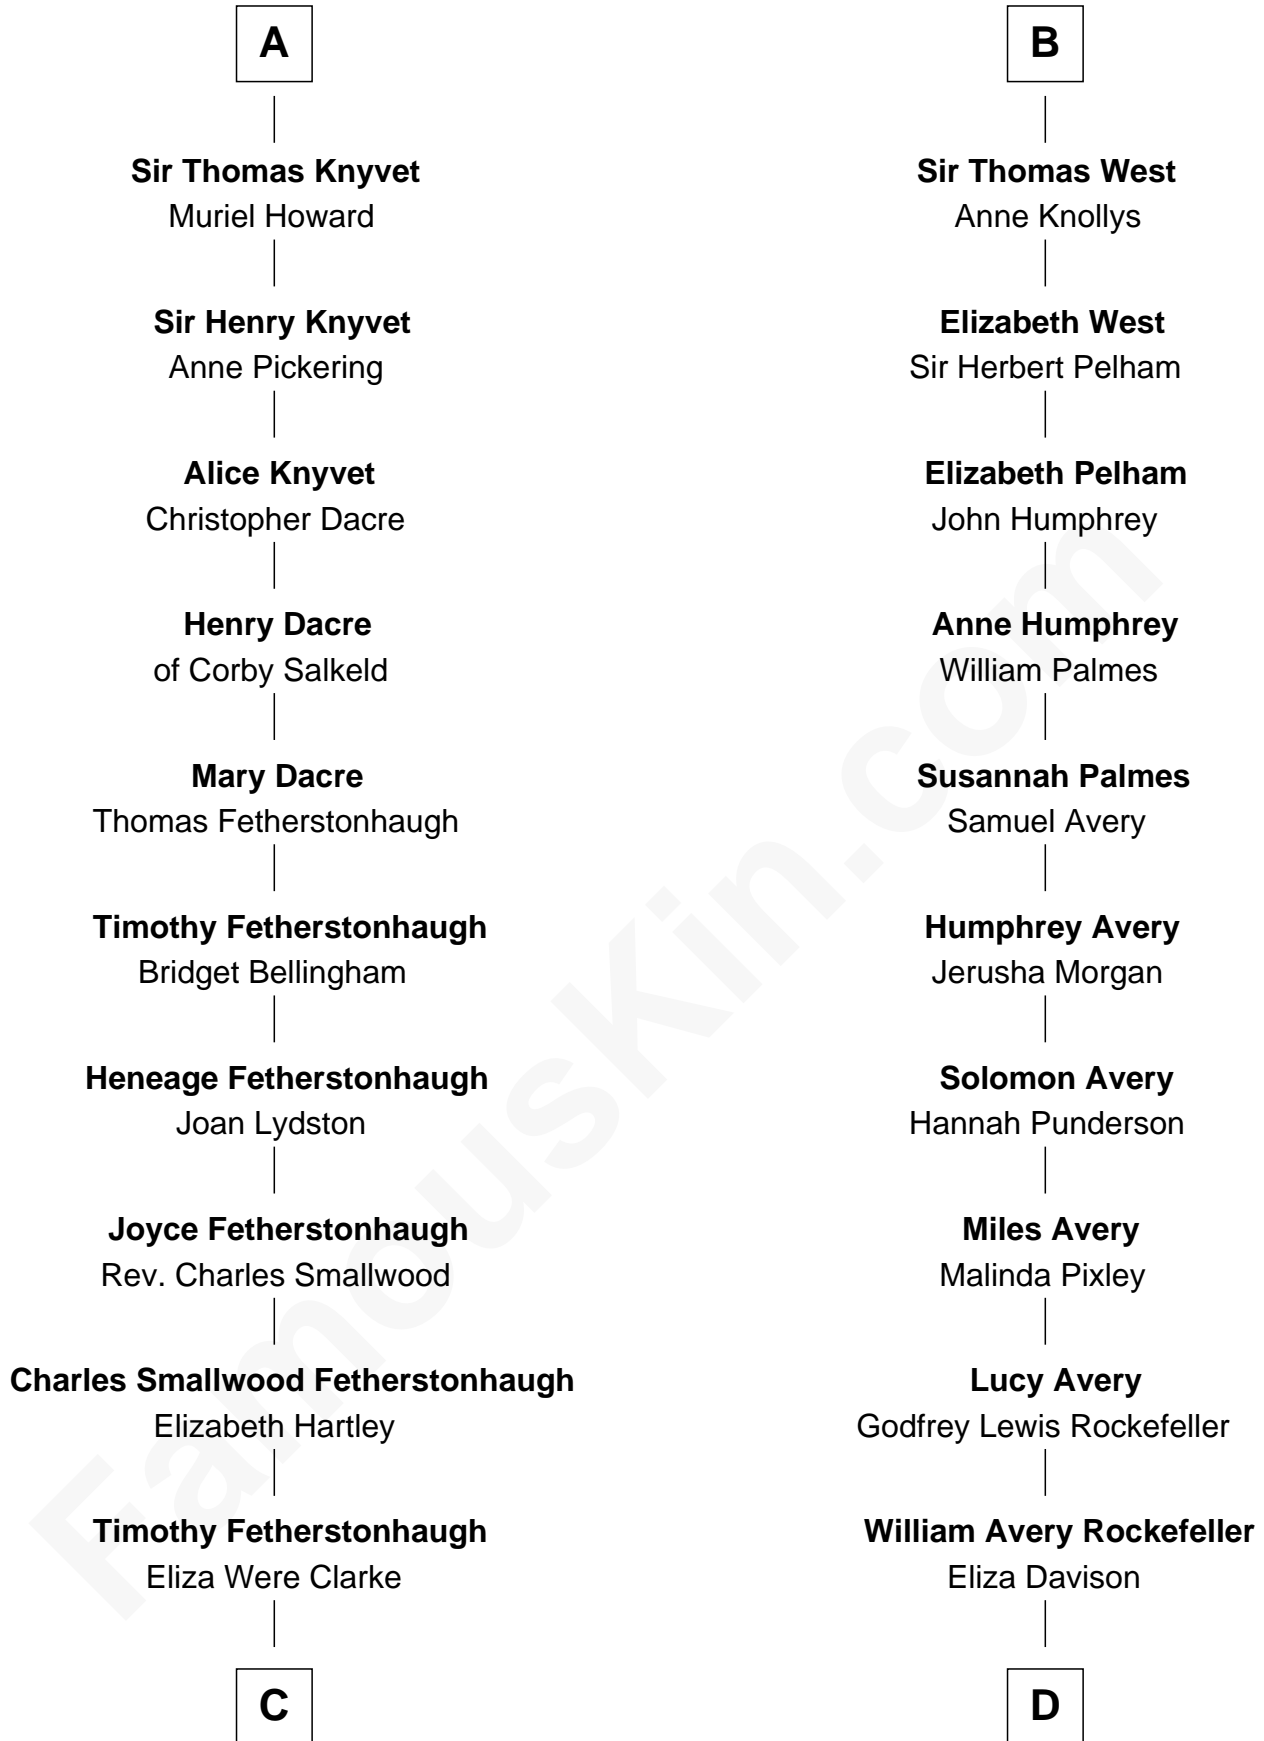 A
Sir Thomas Knyvet
Muriel Howard
Sir Henry Knyvet
Anne Pickering
Alice Knyvet
Christopher Dacre
Henry Dacre
of Corby Salkeld
Mary Dacre
Thomas Fetherstonhaugh
Timothy Fetherstonhaugh
Bridget Bellingham
Heneage Fetherstonhaugh
Joan Lydston
Joyce Fetherstonhaugh
Rev. Charles Smallwood
Charles Smallwood Fetherstonhaugh
Elizabeth Hartley
Timothy Fetherstonhaugh
Eliza Were Clarke
C
B
Sir Thomas West
Anne Knollys
Elizabeth West
Sir Herbert Pelham
Elizabeth Pelham
John Humphrey
Anne Humphrey
William Palmes
Susannah Palmes
Samuel Avery
Humphrey Avery
Jerusha Morgan
Solomon Avery
Hannah Punderson
Miles Avery
Malinda Pixley
Lucy Avery
Godfrey Lewis Rockefeller
William Avery Rockefeller
Eliza Davison
D
FamousKin.com